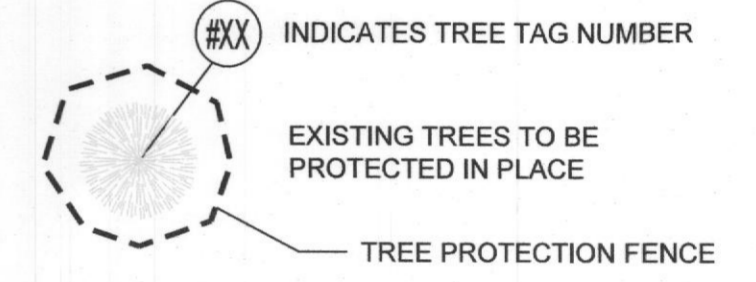 #XX INDICATES TREE TAG NUMBER
EXISTING TREES TO BE
PROTECTED IN PLACE
TREE PROTECTION FENCE